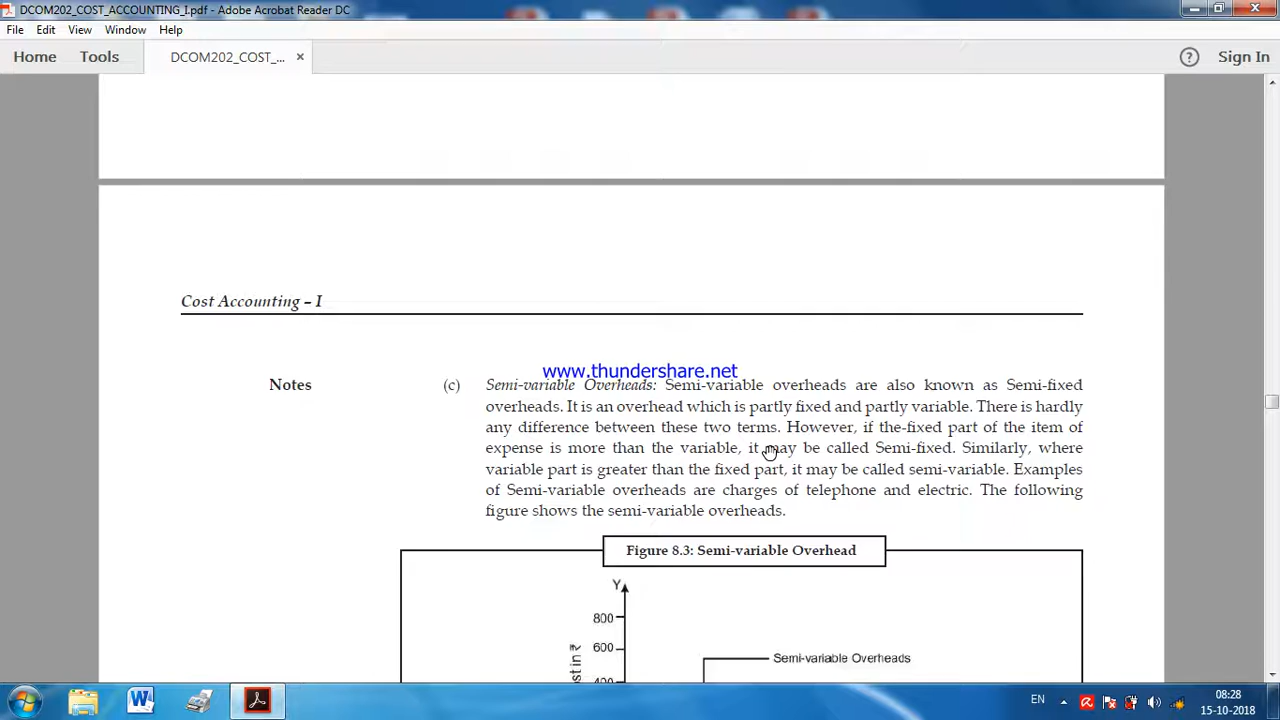 DCOM202_COST_ACCOUNTING_I.pdf - Adobe Acrobat Reader DC
File Edit View Window Help
Home Tools DCOM202_COST_... × ? Sign In
Cost Accounting – I
www.thundershare.net
Notes (c) Semi-variable Overheads: Semi-variable overheads are also known as Semi-fixed
overheads. It is an overhead which is partly fixed and partly variable. There is hardly
any difference between these two terms. However, if the-fixed part of the item of
expense is more than the variable, it may be called Semi-fixed. Similarly, where
variable part is greater than the fixed part, it may be called semi-variable. Examples
of Semi-variable overheads are charges of telephone and electric. The following
figure shows the semi-variable overheads.
Figure 8.3: Semi-variable Overhead
Y
800
600
Semi-variable Overheads
400
EN 08:28
15-10-2018